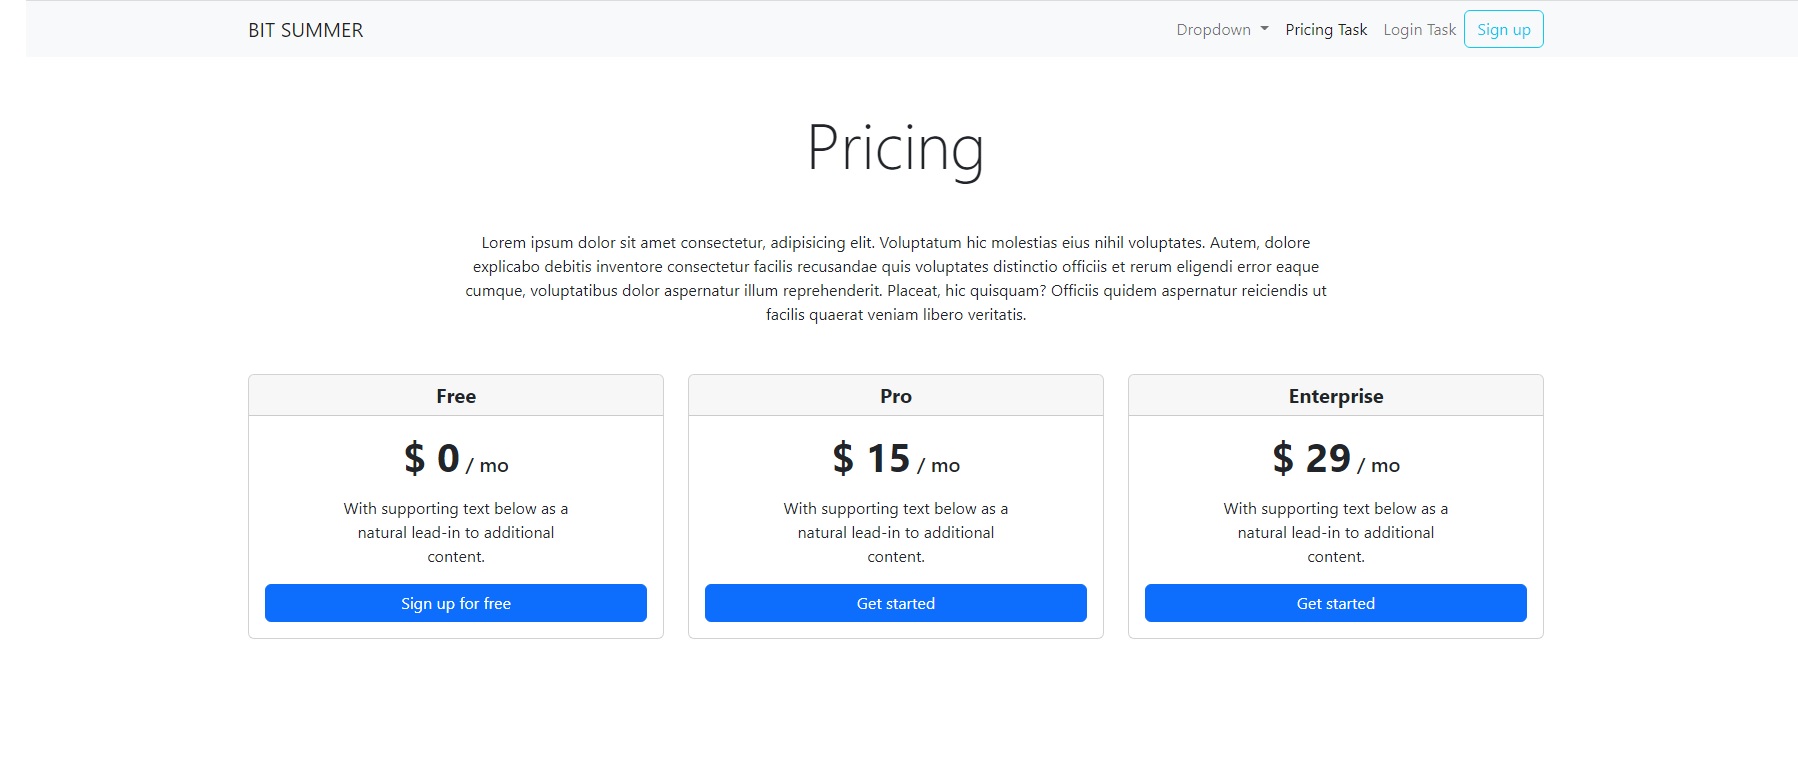 BIT SUMMER
Dropdown
Pricing Task
Login Task
Sign up
Pricing
Lorem ipsum dolor sit amet consectetur, adipisicing elit. Voluptatum hic molestias eius nihil voluptates. Autem, dolore
explicabo debitis inventore consectetur facilis recusandae quis voluptates distinctio officiis et rerum eligendi error eaque
cumque, voluptatibus dolor aspernatur illum reprehenderit. Placeat, hic quisquam? Officiis quidem aspernatur reiciendis ut
facilis quaerat veniam libero veritatis.
Free
$ 0 / mo
With supporting text below as a
natural lead-in to additional
content.
Sign up for free
Pro
$ 15 / mo
With supporting text below as a
natural lead-in to additional
content.
Get started
Enterprise
$ 29 / mo
With supporting text below as a
natural lead-in to additional
content.
Get started